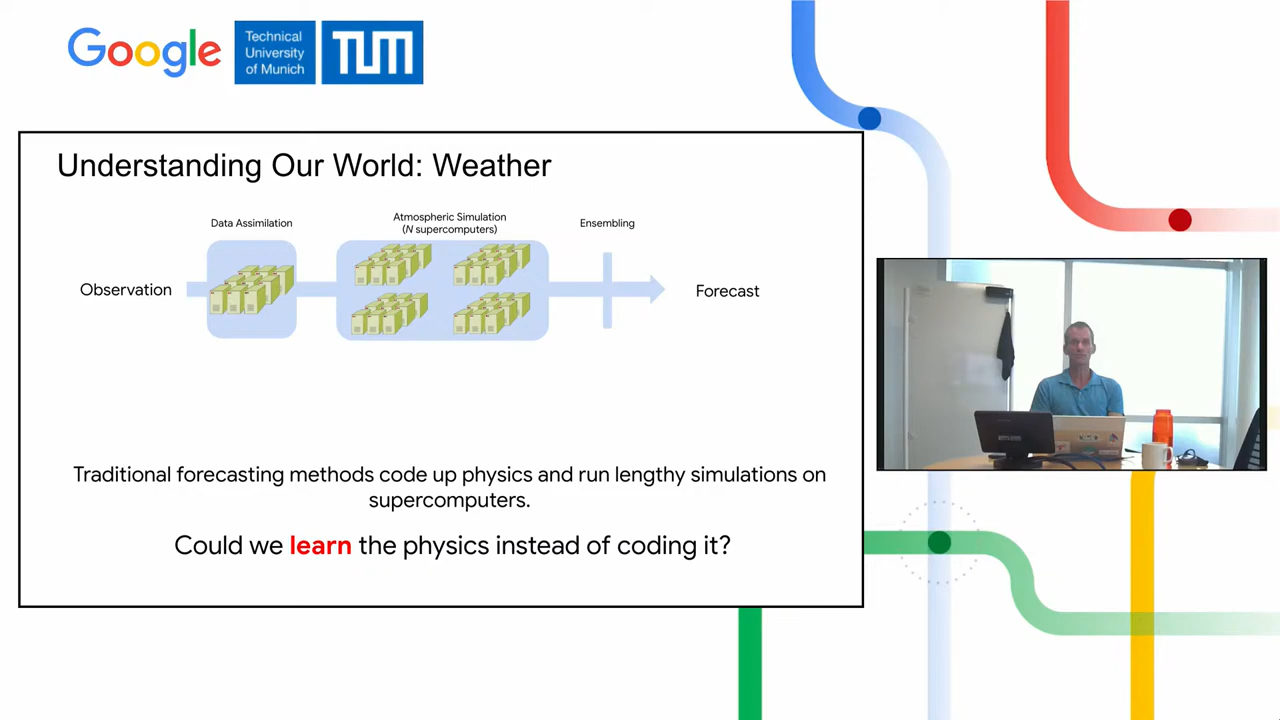 Google
Technical
University
of Munich
TUM
Understanding Our World: Weather
Data Assimilation
Atmospheric Simulation
(N supercomputers)
Ensembling
Observation
Forecast
Traditional forecasting methods code up physics and run lengthy simulations on
supercomputers.
Could we learn the physics instead of coding it?